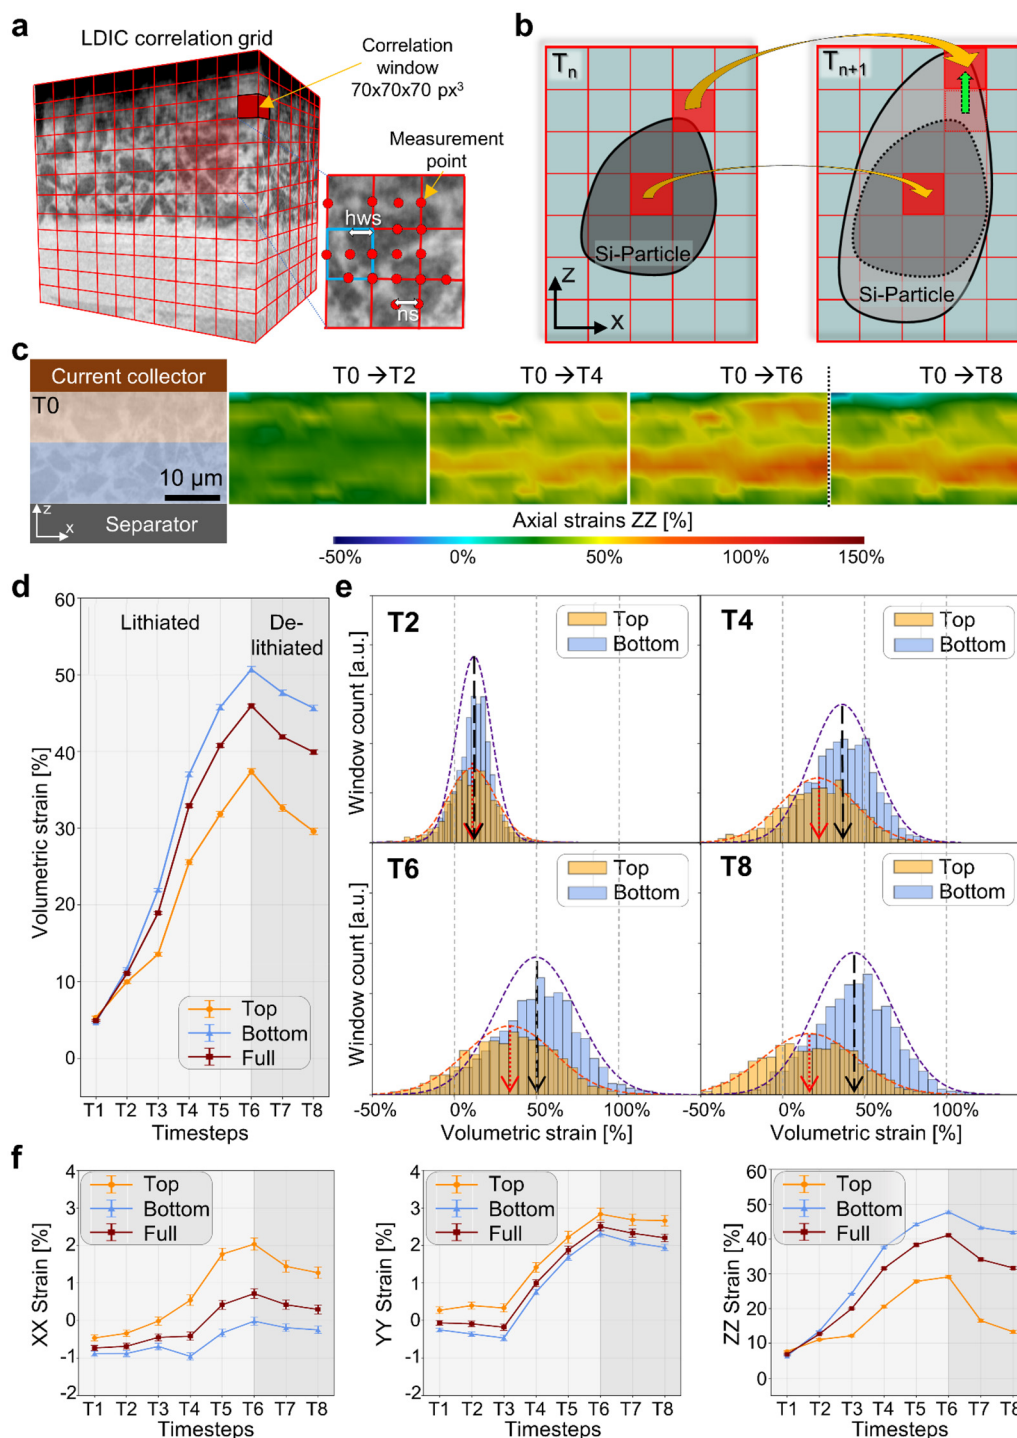 a
LDIC correlation grid
Correlation
window
70x70x70 px³
Measurement
point
hws
ns
b
Tn
Tn+1
Si-Particle
Si-Particle
z
x
c
Current collector
T0
10 µm
z
x
Separator
T0 →T2
T0 →T4
T0 →T6
T0 →T8
Axial strains ZZ [%]
-50%
0%
50%
100%
150%
d
Volumetric strain [%]
60
50
40
30
20
10
0
Lithiated
De-
lithiated
Top
Bottom
Full
T1 T2 T3 T4 T5 T6 T7 T8
Timesteps
e
Window count [a.u.]
T2
Top
Bottom
T4
Top
Bottom
Window count [a.u.]
T6
Top
Bottom
T8
Top
Bottom
-50% 0% 50% 100%
-50% 0% 50% 100%
Volumetric strain [%]
Volumetric strain [%]
f
XX Strain [%]
4
3
2
1
0
-1
-2
Top
Bottom
Full
T1 T2 T3 T4 T5 T6 T7 T8
Timesteps
YY Strain [%]
4
3
2
1
0
-1
-2
Top
Bottom
Full
T1 T2 T3 T4 T5 T6 T7 T8
Timesteps
ZZ Strain [%]
60
50
40
30
20
10
0
Top
Bottom
Full
T1 T2 T3 T4 T5 T6 T7 T8
Timesteps